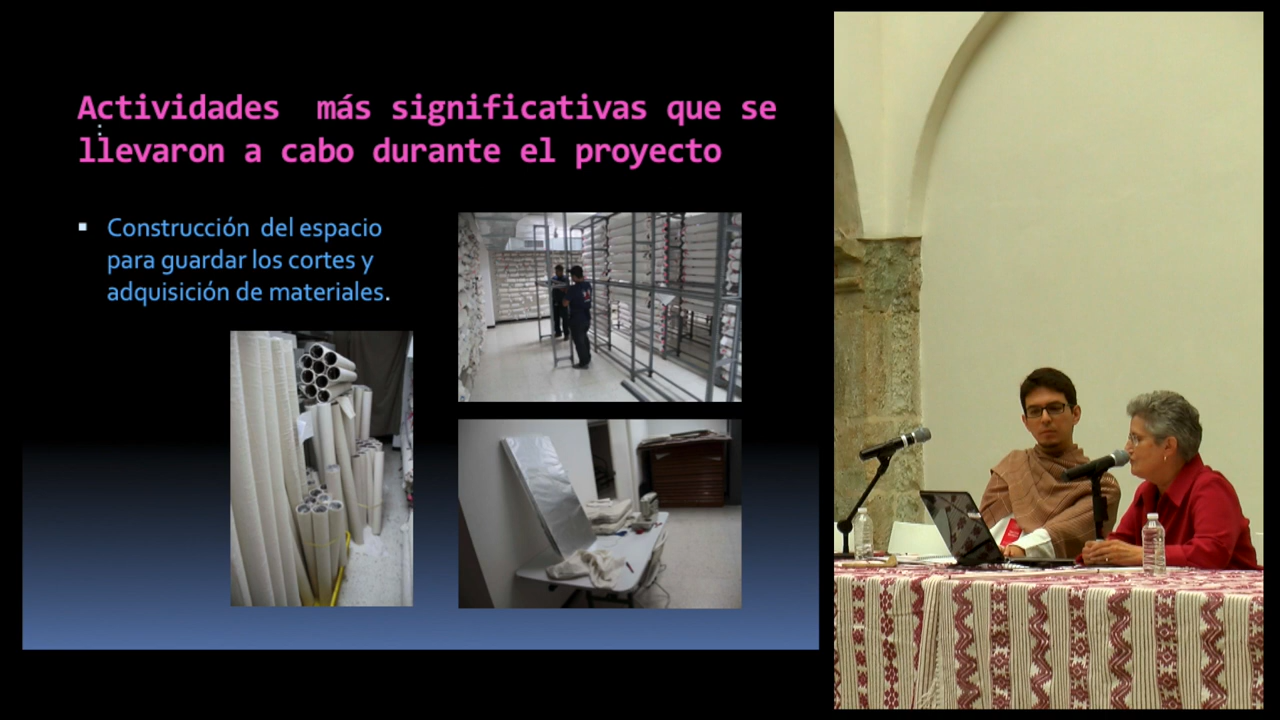 Actividades más significativas que se
llevaron a cabo durante el proyecto
Construcción del espacio
para guardar los cortes y
adquisición de materiales.